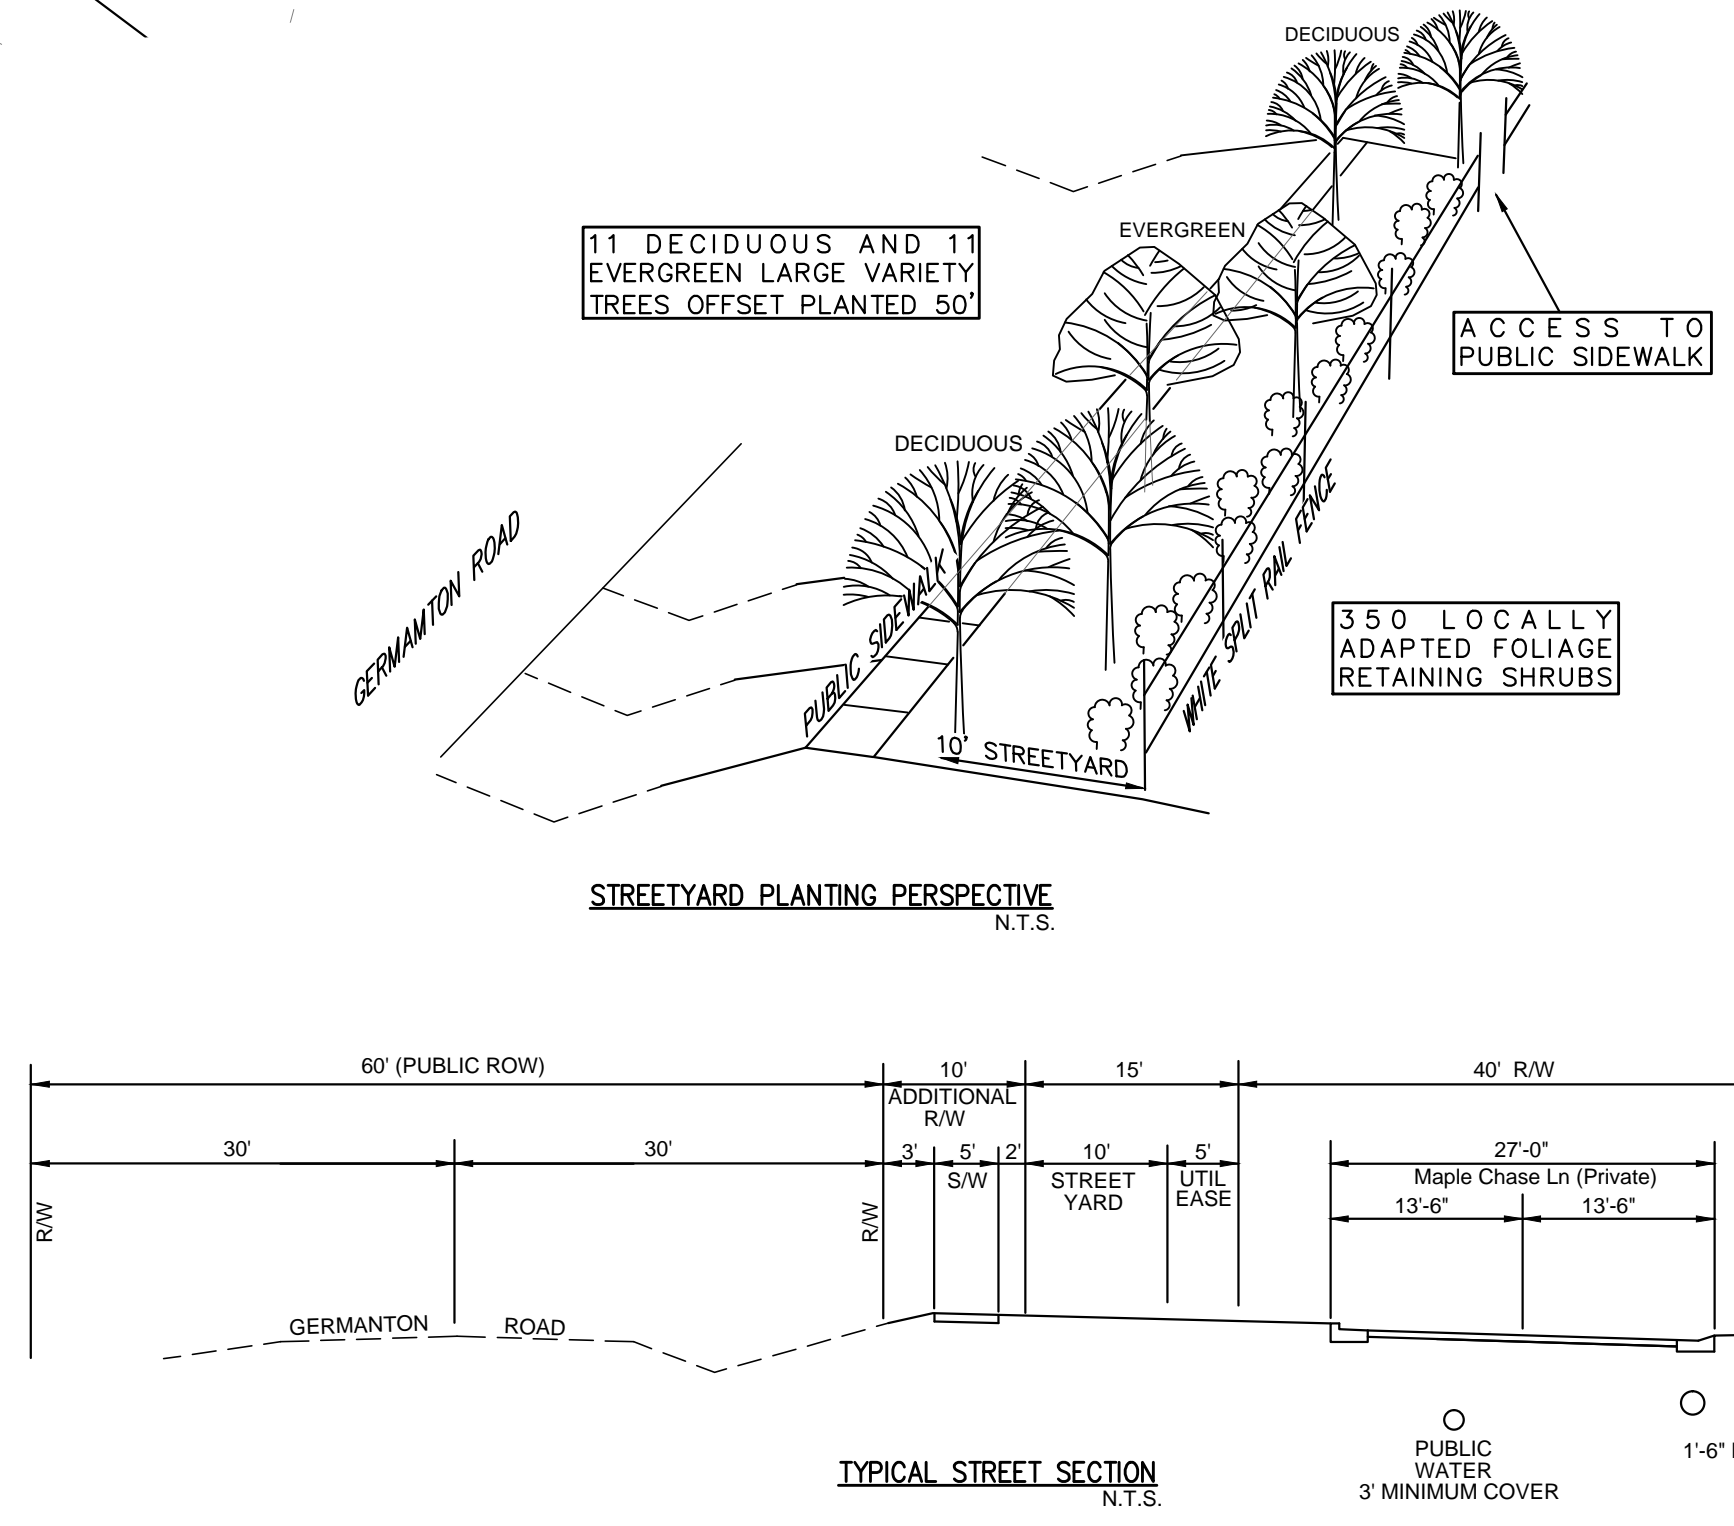 DECIDUOUS
11 DECIDUOUS AND 11
EVERGREEN LARGE VARIETY
TREES OFFSET PLANTED 50'
EVERGREEN
ACCESS TO
PUBLIC SIDEWALK
DECIDUOUS
GERMAMTON ROAD
PUBLIC SIDEWALK
WHITE SPLIT RAIL FENCE
350 LOCALLY
ADAPTED FOLIAGE
RETAINING SHRUBS
10' STREETYARD
STREETYARD PLANTING PERSPECTIVE
N.T.S.
60' (PUBLIC ROW)
10'
ADDITIONAL
R/W
15'
40' R/W
30'
30'
3'
5'
S/W
2'
10'
STREET
YARD
5'
UTIL
EASE
27'-0"
Maple Chase Ln (Private)
13'-6"
13'-6"
R/W
R/W
GERMANTON ROAD
PUBLIC
WATER
3' MINIMUM COVER
1'-6"
TYPICAL STREET SECTION
N.T.S.